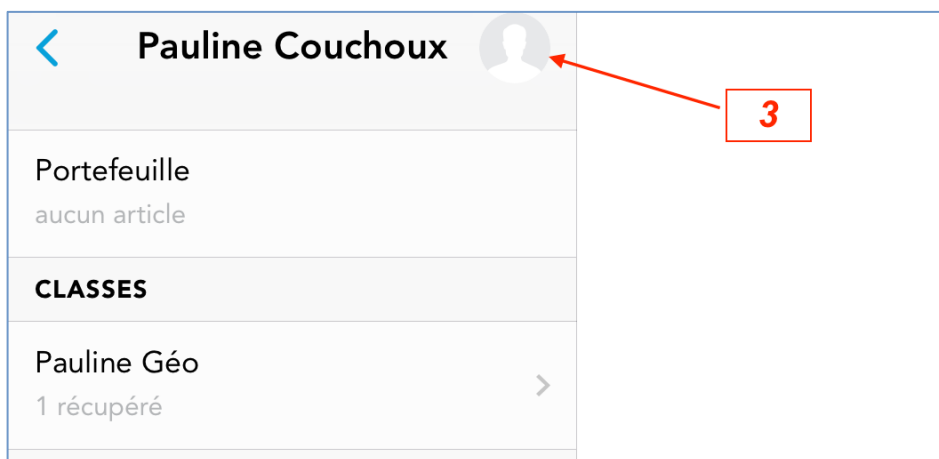 Pauline Couchoux
3
Portefeuille
aucun article
CLASSES
Pauline Géo
1 récupéré